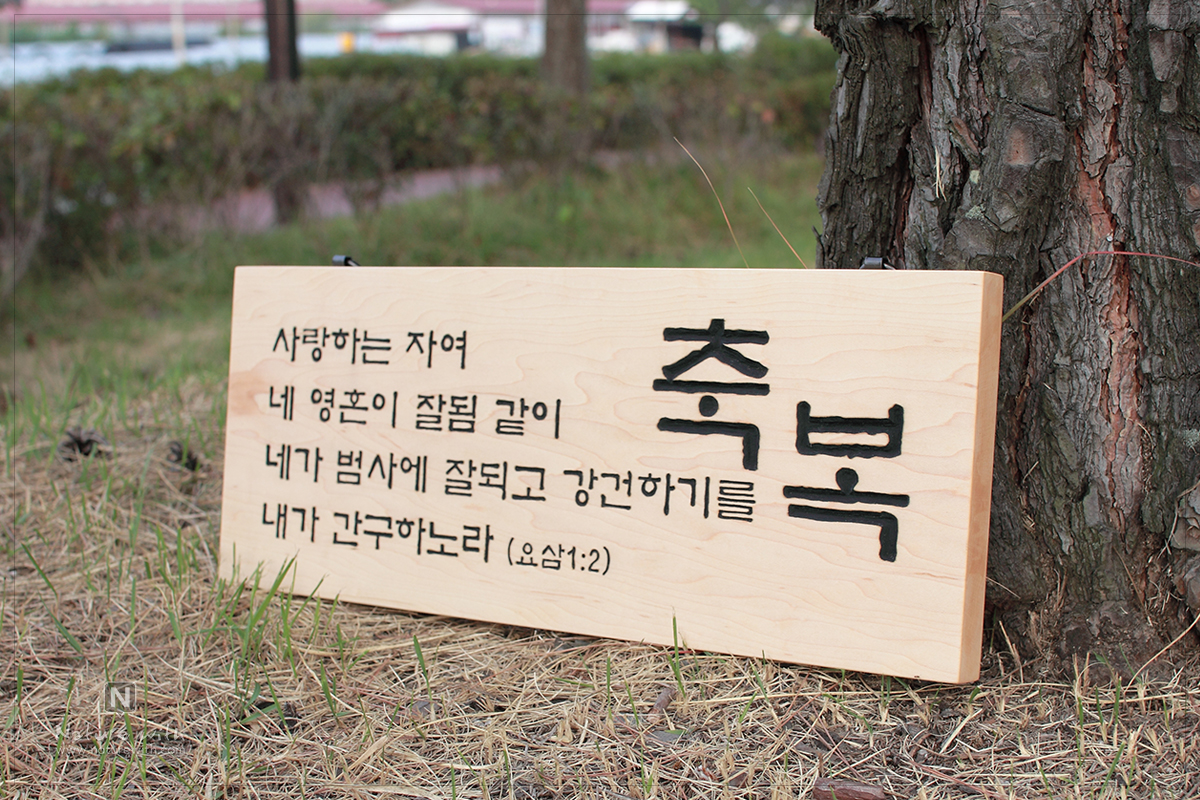 사랑하는 자여
네 영혼이 잘됨 같이
네가 범사에 잘되고 강건하기를
내가 간구하노라 (요삼1:2)
축복
N